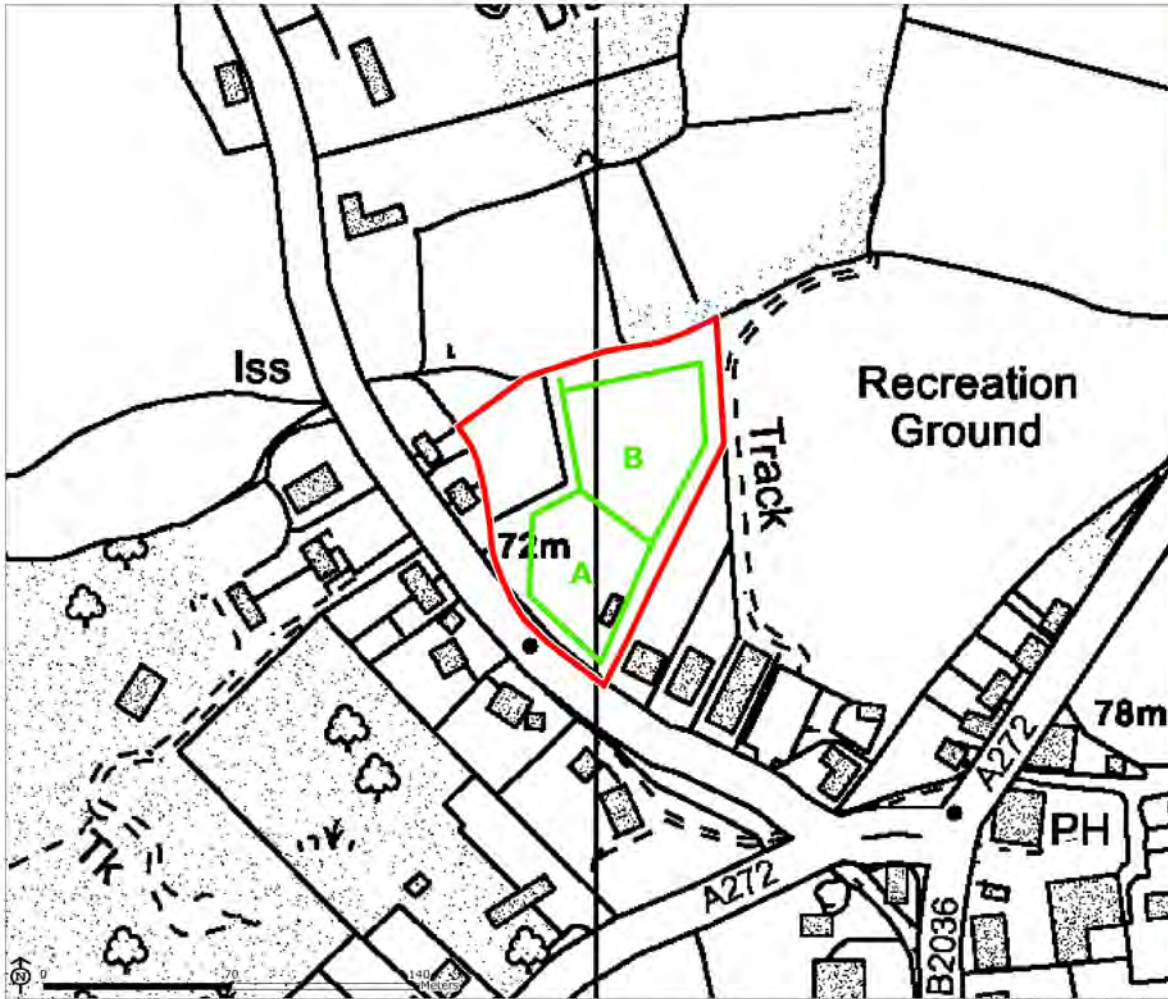 Iss
Recreation
Ground
Track
B
72m
A
78m
A272
PH
Tk
A272
B2036
N
0 70 140
Meters